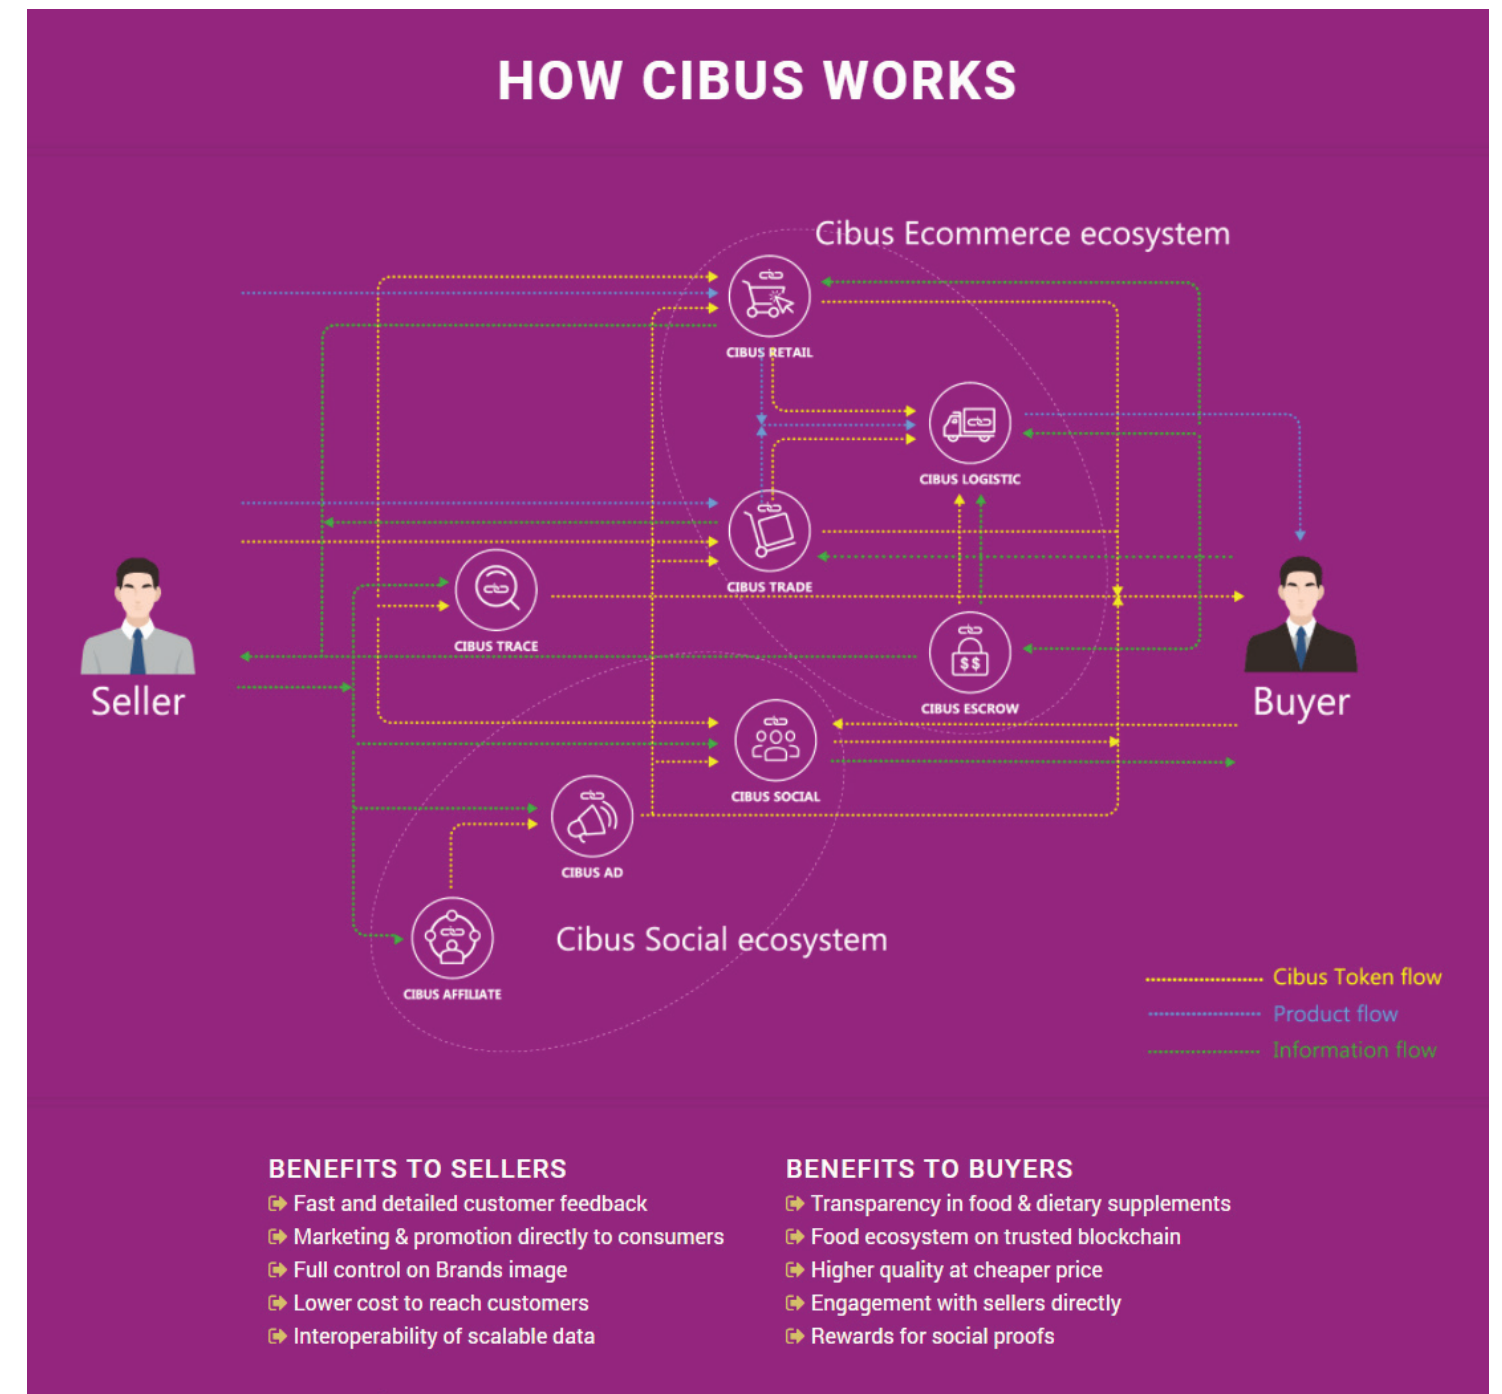 HOW CIBUS WORKS
Cibus Ecommerce ecosystem
CIBUS RETAIL
CIBUS LOGISTIC
CIBUS TRADE
CIBUS TRACE
Seller
$$
CIBUS ESCROW
Buyer
CIBUS SOCIAL
CIBUS AD
Cibus Social ecosystem
CIBUS AFFILIATE
Cibus Token flow
Product flow
Information flow
BENEFITS TO SELLERS
Fast and detailed customer feedback
Marketing & promotion directly to consumers
Full control on Brands image
Lower cost to reach customers
Interoperability of scalable data
BENEFITS TO BUYERS
Transparency in food & dietary supplements
Food ecosystem on trusted blockchain
Higher quality at cheaper price
Engagement with sellers directly
Rewards for social proofs